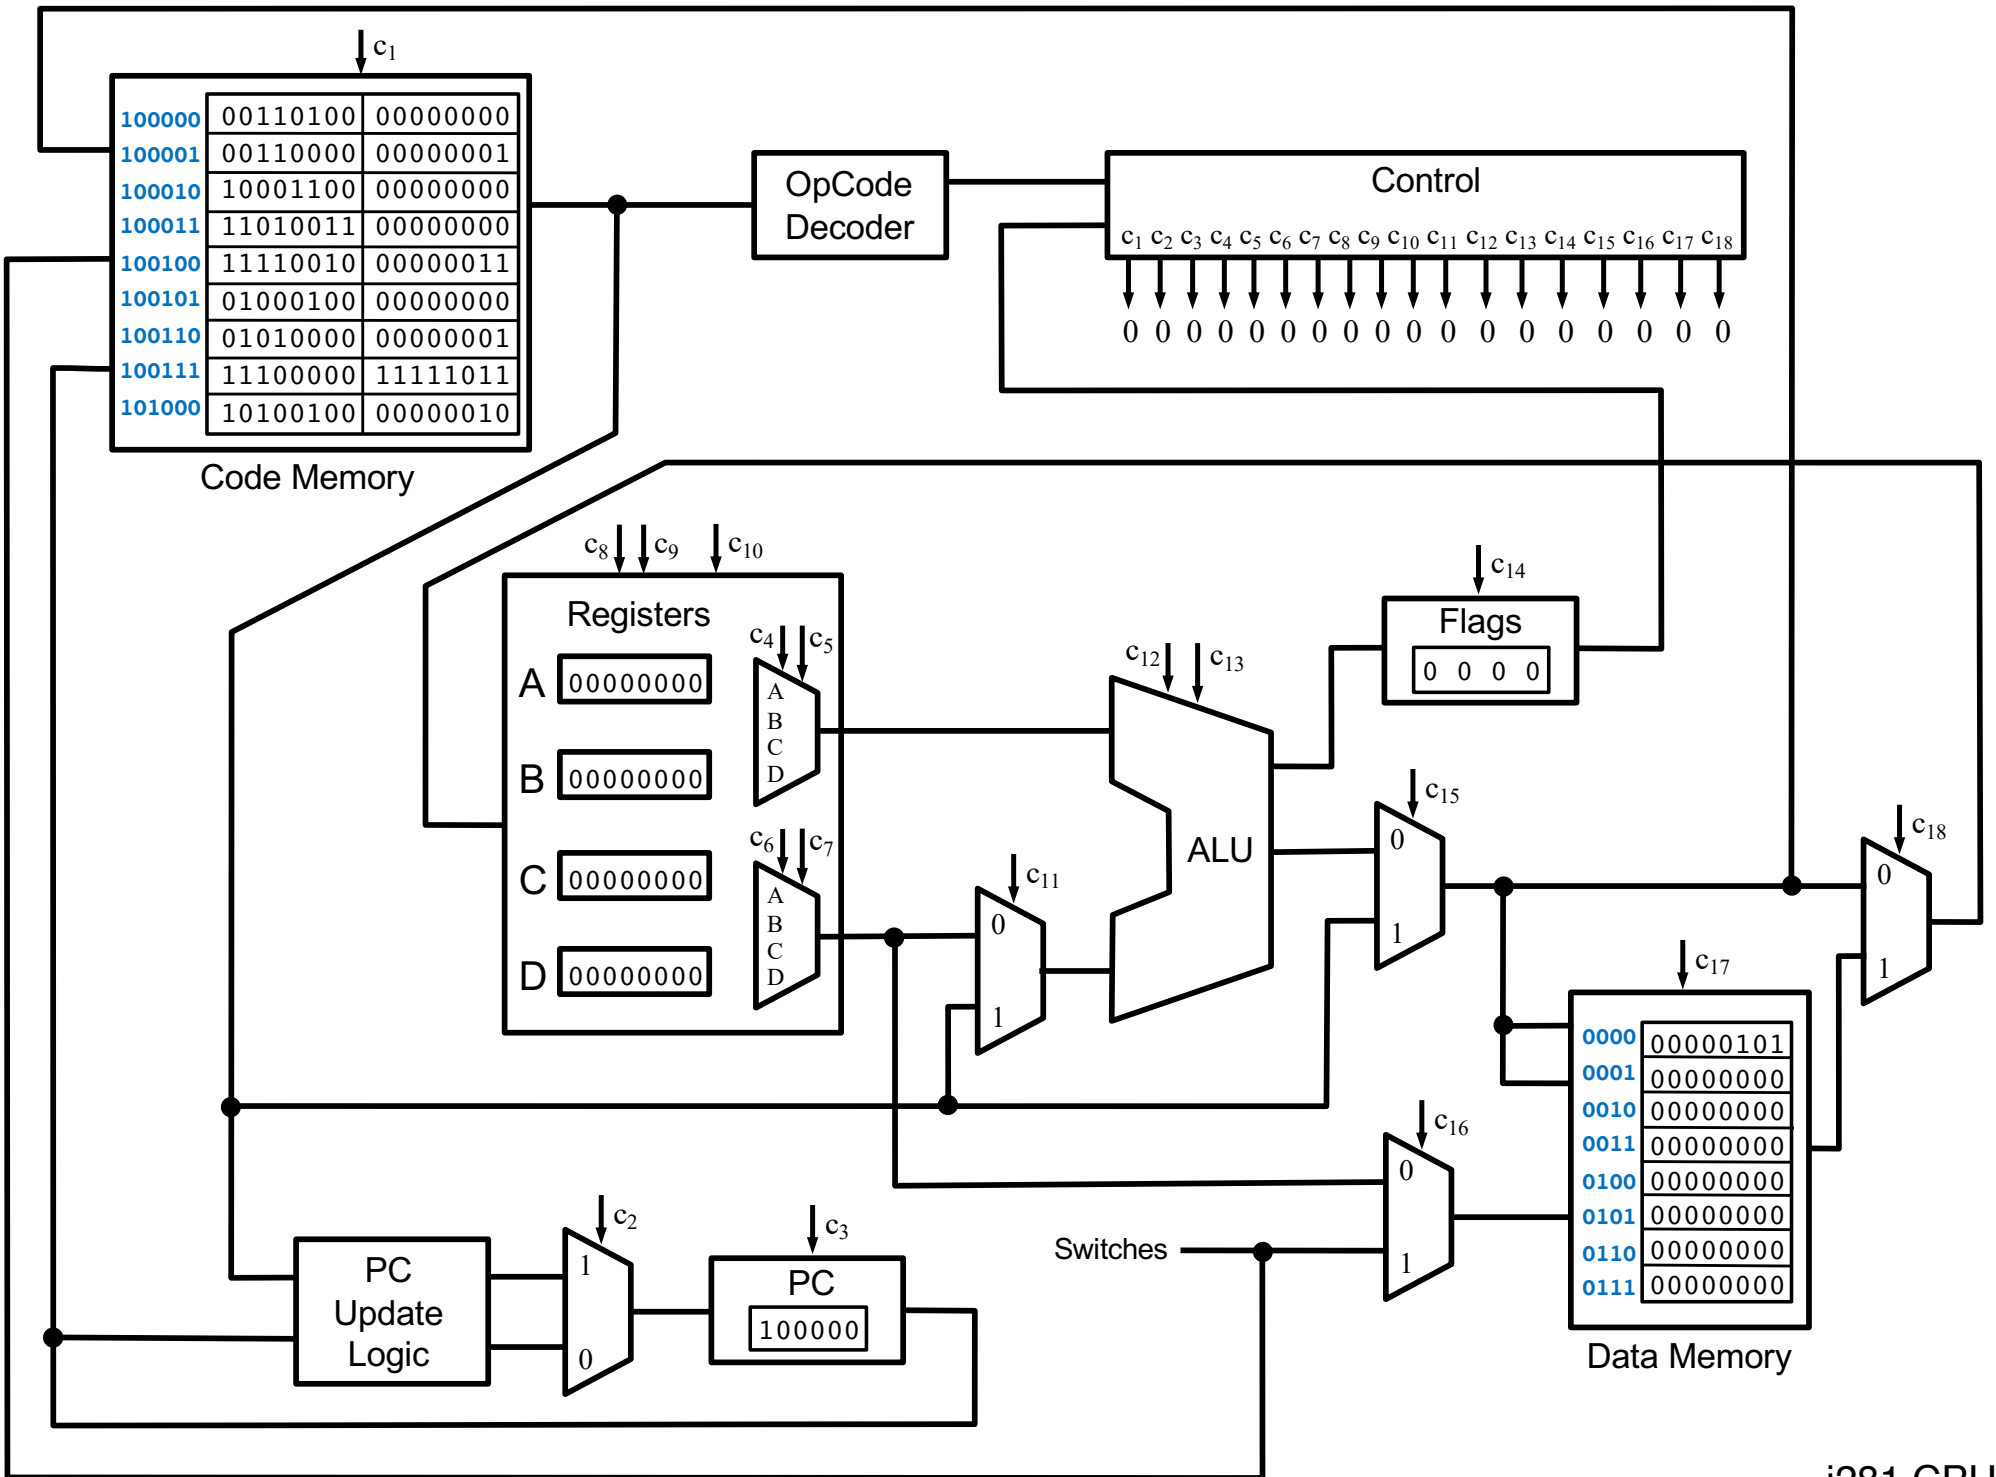 c1
100000 00110100 00000000
100001 00110000 00000001
100010 10001100 00000000
100011 11010011 00000000
100100 11110010 00000011
100101 01000100 00000000
100110 01010000 00000001
100111 11100000 11111011
101000 10100100 00000010
Code Memory
OpCode
Decoder
Control
c1 c2 c3 c4 c5 c6 c7 c8 c9 c10 c11 c12 c13 c14 c15 c16 c17 c18
0 0 0 0 0 0 0 0 0 0 0 0 0 0 0 0 0 0
c8 c9 c10
Registers
A 00000000
B 00000000
C 00000000
D 00000000
c4 c5
A
B
C
D
c6 c7
A
B
C
D
c11
0
1
c12 c13
ALU
c14
Flags
0 0 0 0
c15
0
1
c18
0
1
c17
0000 00000101
0001 00000000
0010 00000000
0011 00000000
0100 00000000
0101 00000000
0110 00000000
0111 00000000
Data Memory
c16
0
1
Switches
PC
Update
Logic
c2
1
0
c3
PC
100000
i281 CPU